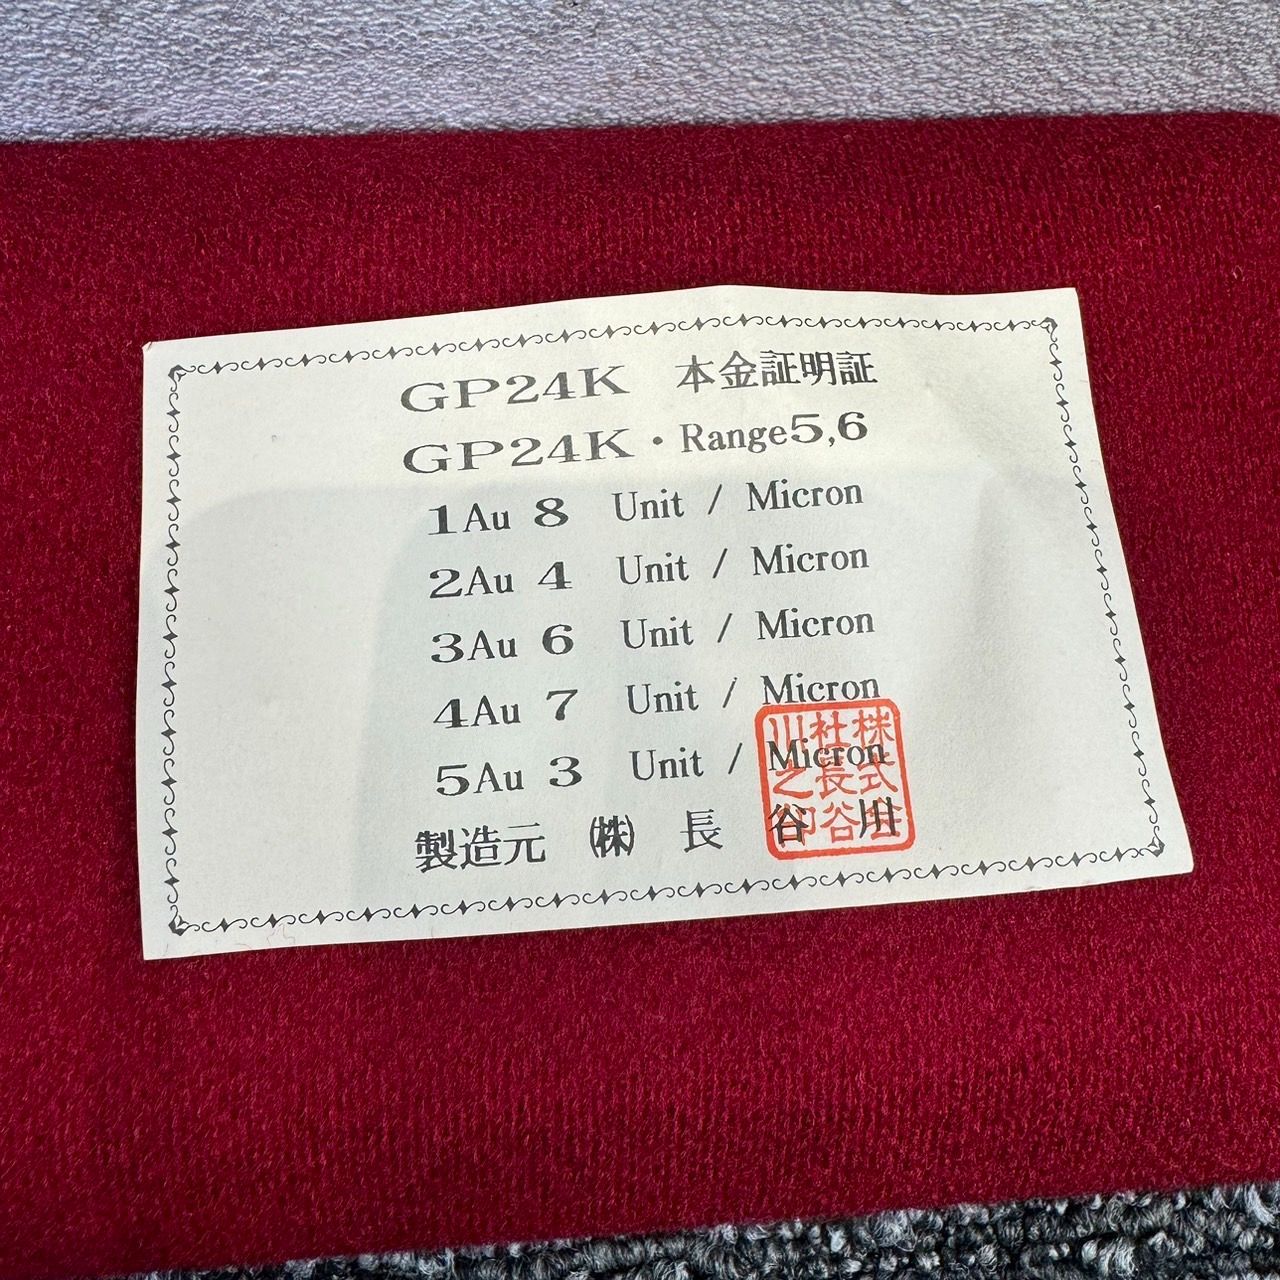 GP24K 本金証明証
GP24K・Range5,6
1Au 8 Unit / Micron
2Au 4 Unit / Micron
3Au 6 Unit / Micron
4Au 7 Unit / Micron
5Au 3 Unit / Micron
製造元 ㈱ 長谷川
株式会
社長谷
川之印